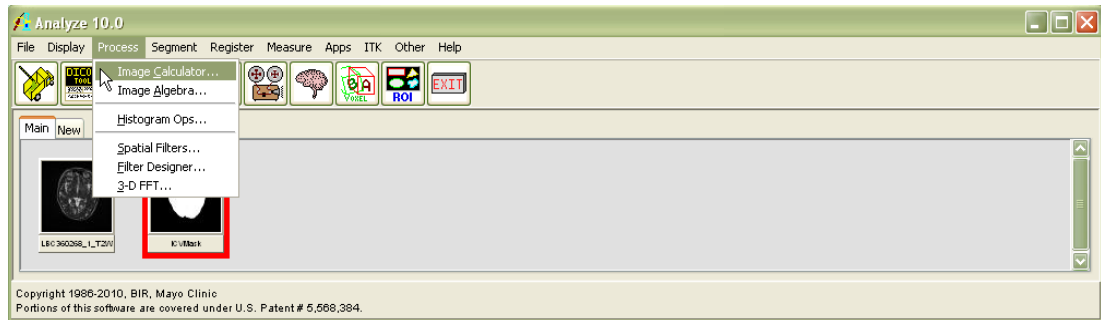 Analyze 10.0
File Display Process Segment Register Measure Apps ITK Other Help
Image Calculator...
Image Algebra...
Histogram Ops...
Spatial Filters...
Filter Designer...
3-D FFT...
DICO
TOOL
VOXEL
ROI
EXIT
Main New
LBC360268_1_T2W ICVMask
Copyright 1986-2010, BIR, Mayo Clinic
Portions of this software are covered under U.S. Patent # 5,568,384.